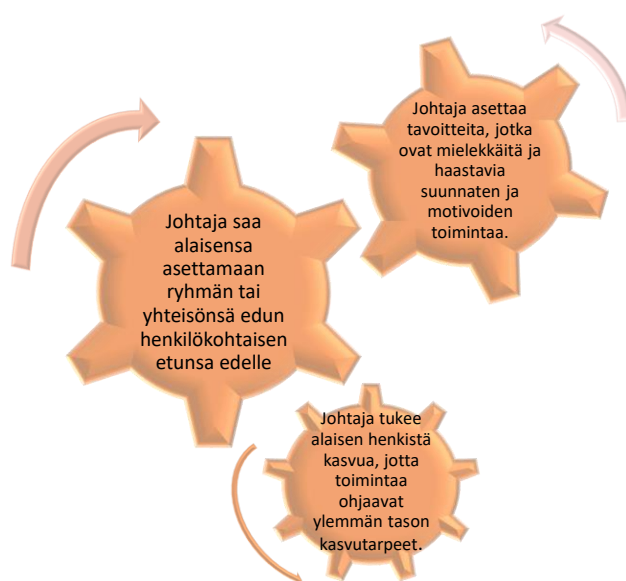 Johtaja asettaa
tavoitteita, jotka
ovat mielekkäitä ja
haastavia
suunnaten ja
motivoiden
toimintaa.
Johtaja saa
alaisensa
asettamaan
ryhmän tai
yhteisönsä edun
henkilökohtaisen
etunsa edelle
Johtaja tukee
alaisen henkistä
kasvua, jotta
toimintaa
ohjaavat
ylemmän tason
kasvutarpeet.